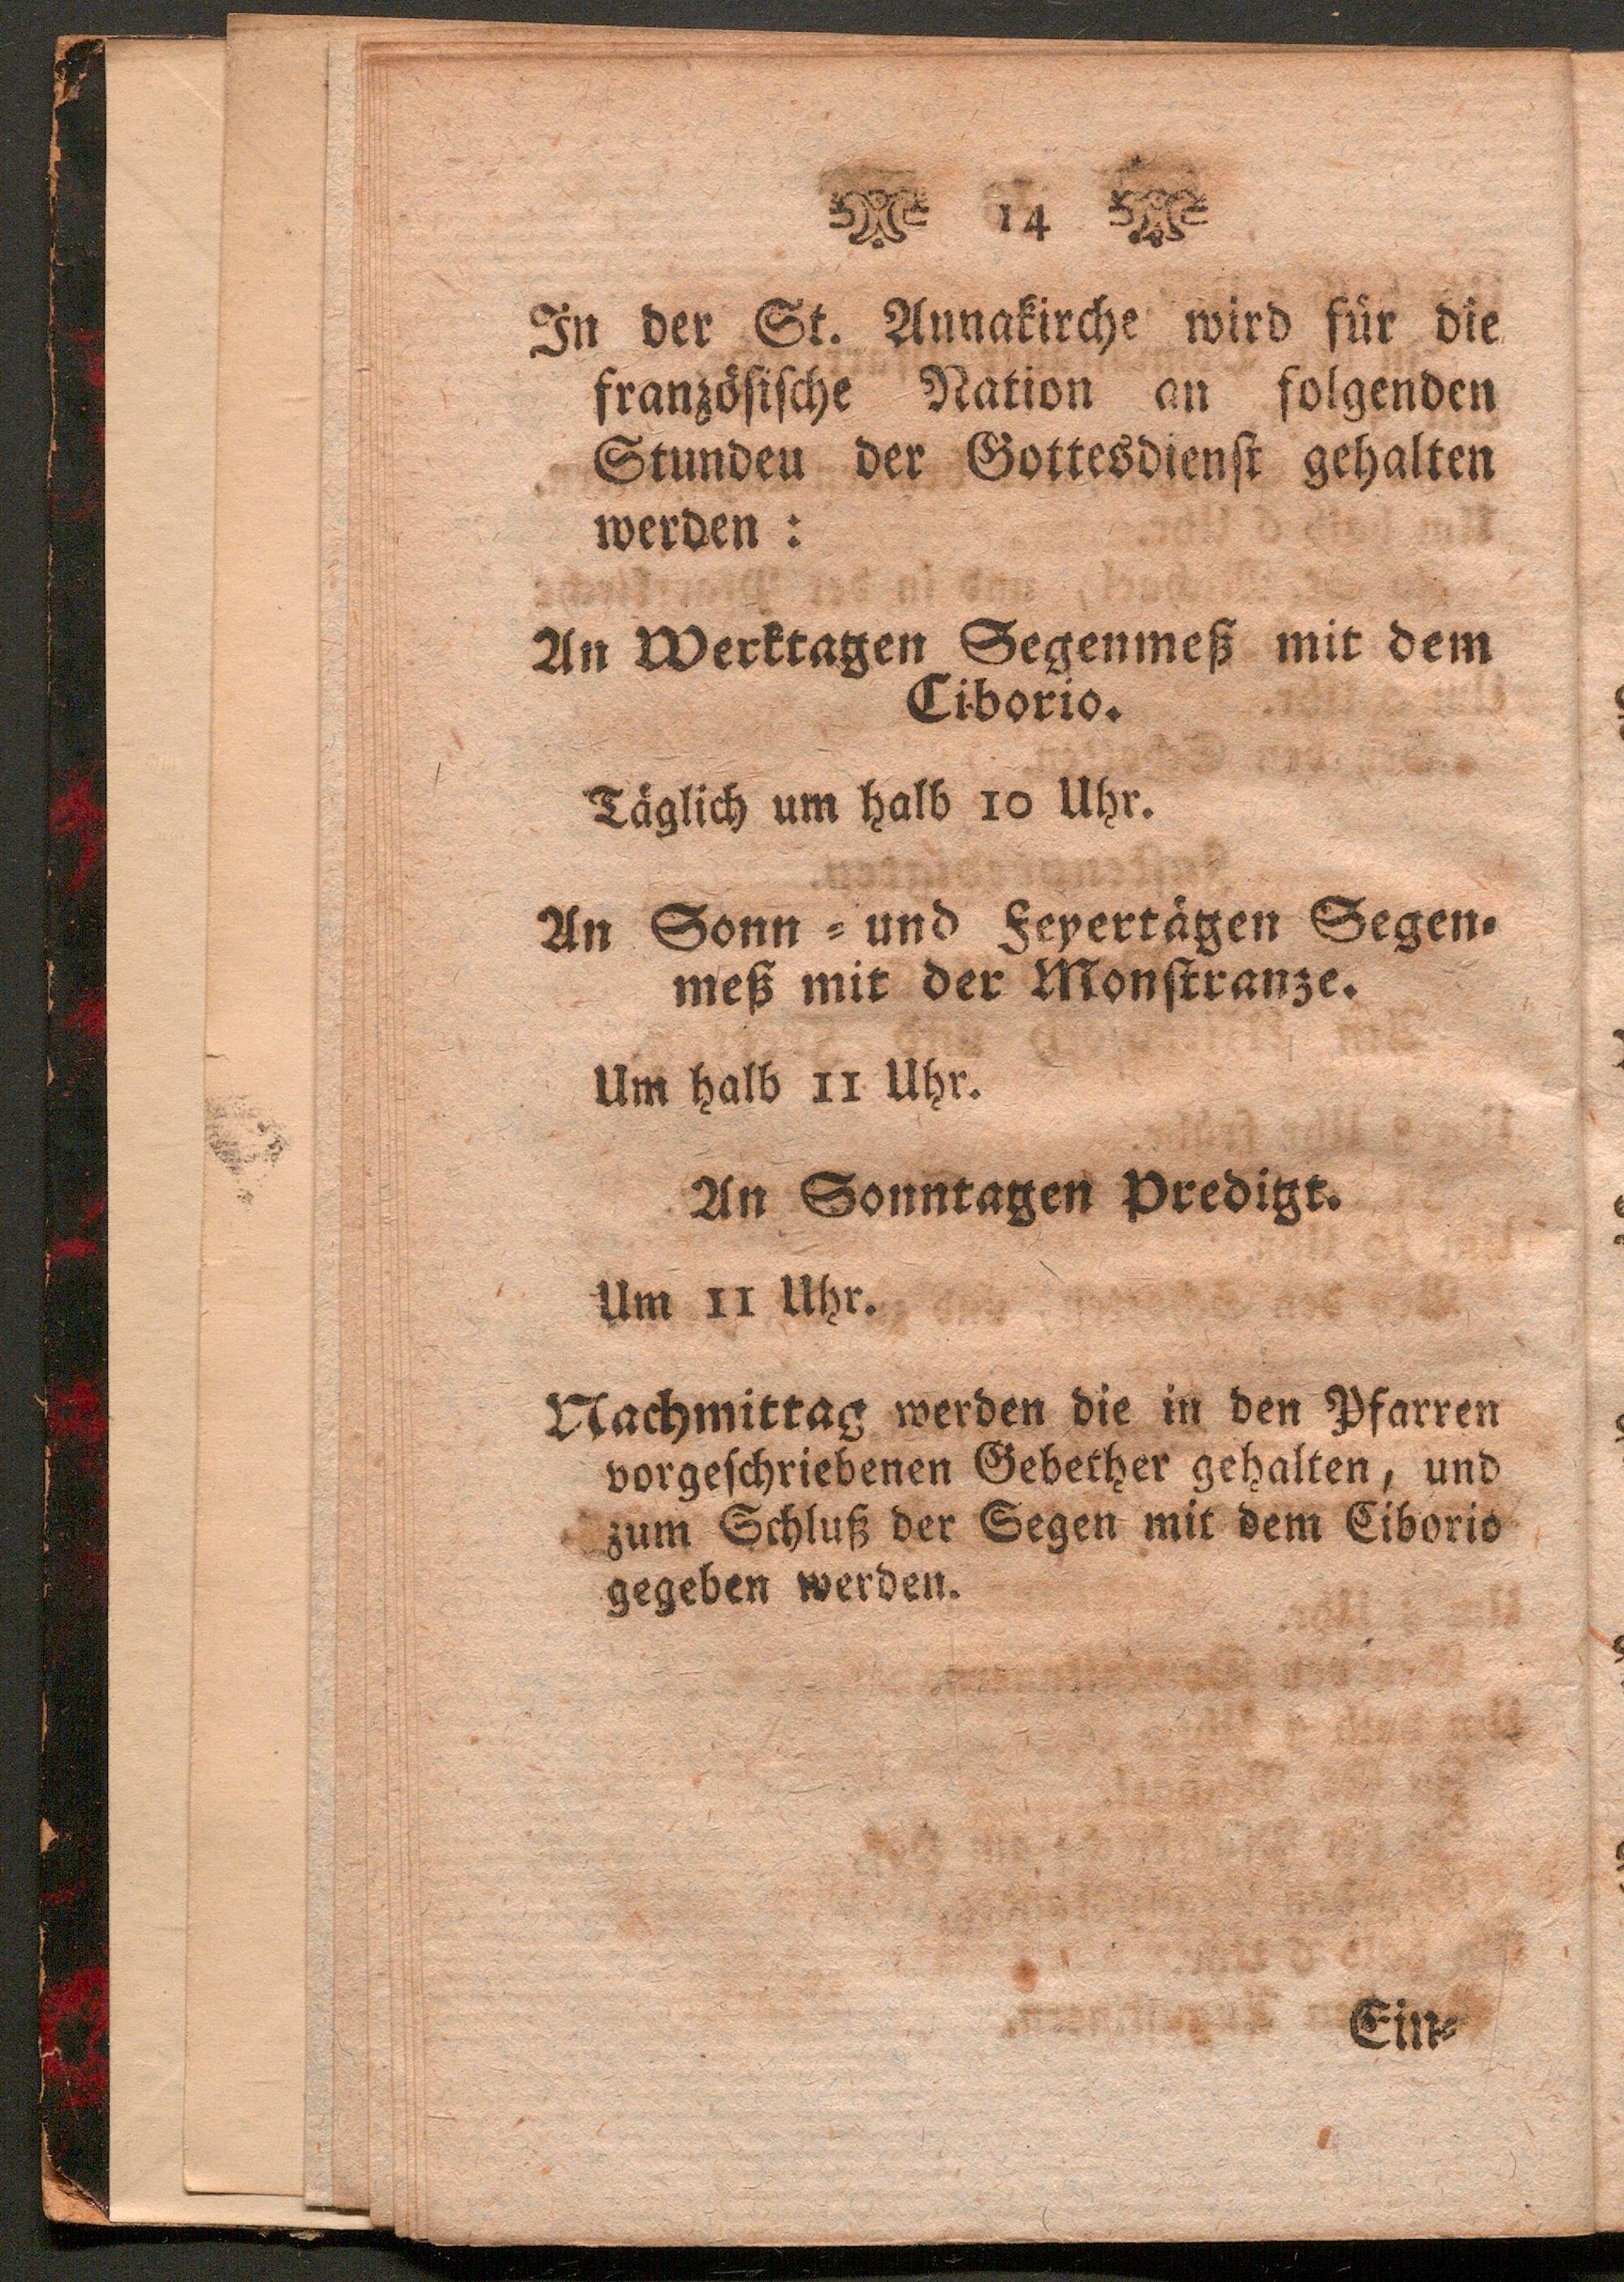 14
In der St. Annakirche wird für die
französische Nation an folgenden
Stundeu der Gottesdienst gehalten
werden :
An Werktagen Segenmeß mit dem
Ciborio.
Täglich um halb 10 Uhr.
An Sonn = und Feyertägen Segen-
meß mit der Monstranze.
Um halb 11 Uhr.
An Sonntagen Predigt.
Um 11 Uhr.
Nachmittag werden die in den Pfarren
vorgeschriebenen Gebether gehalten, und
zum Schluß der Segen mit dem Ciborio
gegeben werden.
Ein=